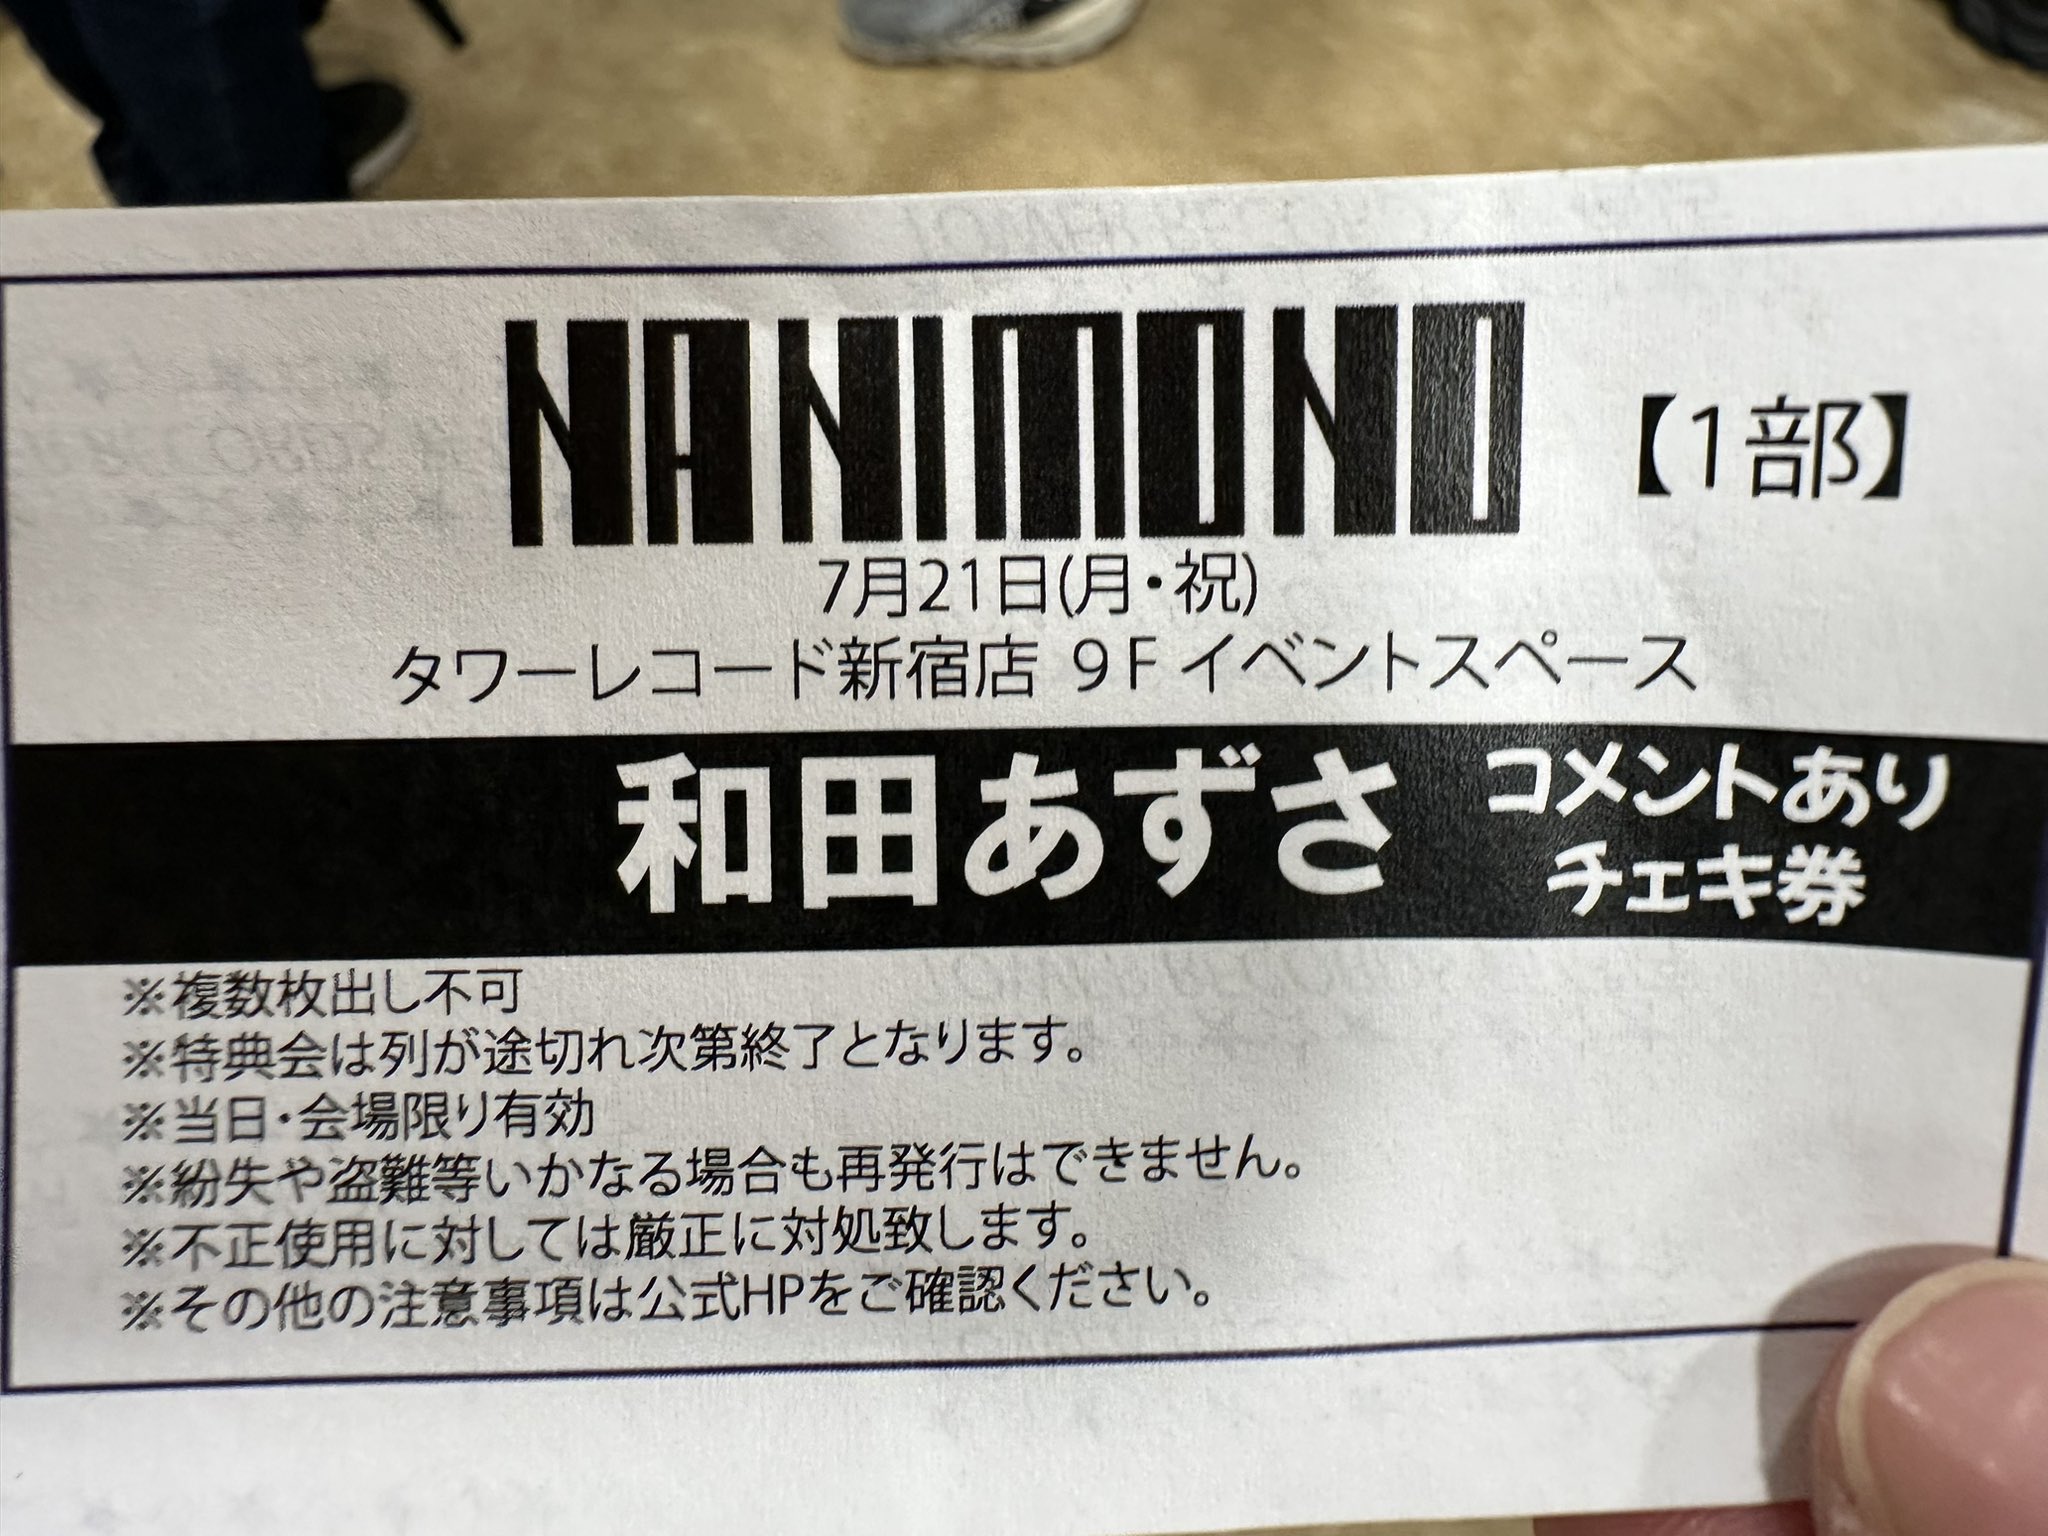 NANIMONO
【1部】
7月21日(月・祝)
タワーレコード新宿店 9F イベントスペース
和田あずさ
コメントあり
チェキ券
※複数枚出し不可
※特典会は列が途切れ次第終了となります。
※当日・会場限り有効
※紛失や盗難等いかなる場合も再発行はできません。
※不正使用に対しては厳正に対処致します。
※その他の注意事項は公式HPをご確認ください。